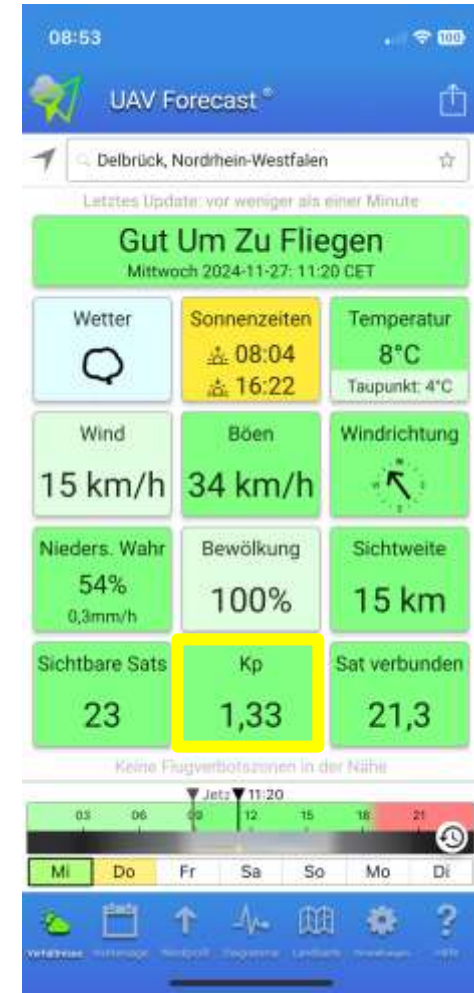 08:53
100
UAV Forecast ®
Delbrück, Nordrhein-Westfalen
Letztes Update: vor weniger als einer Minute
Gut Um Zu Fliegen
Mittwoch 2024-11-27: 11:20 CET
Wetter
Sonnenzeiten
08:04
16:22
Temperatur
8°C
Taupunkt: 4°C
Wind
15 km/h
Böen
34 km/h
Windrichtung
Nieders. Wahr
54%
0,3mm/h
Bewölkung
100%
Sichtweite
15 km
Sichtbare Sats
23
Kp
1,33
Sat verbunden
21,3
Keine Flugverbotszonen in der Nähe
Jetz 11:20
03 06 09 12 15 18 21
Mi Do Fr Sa So Mo Di
?